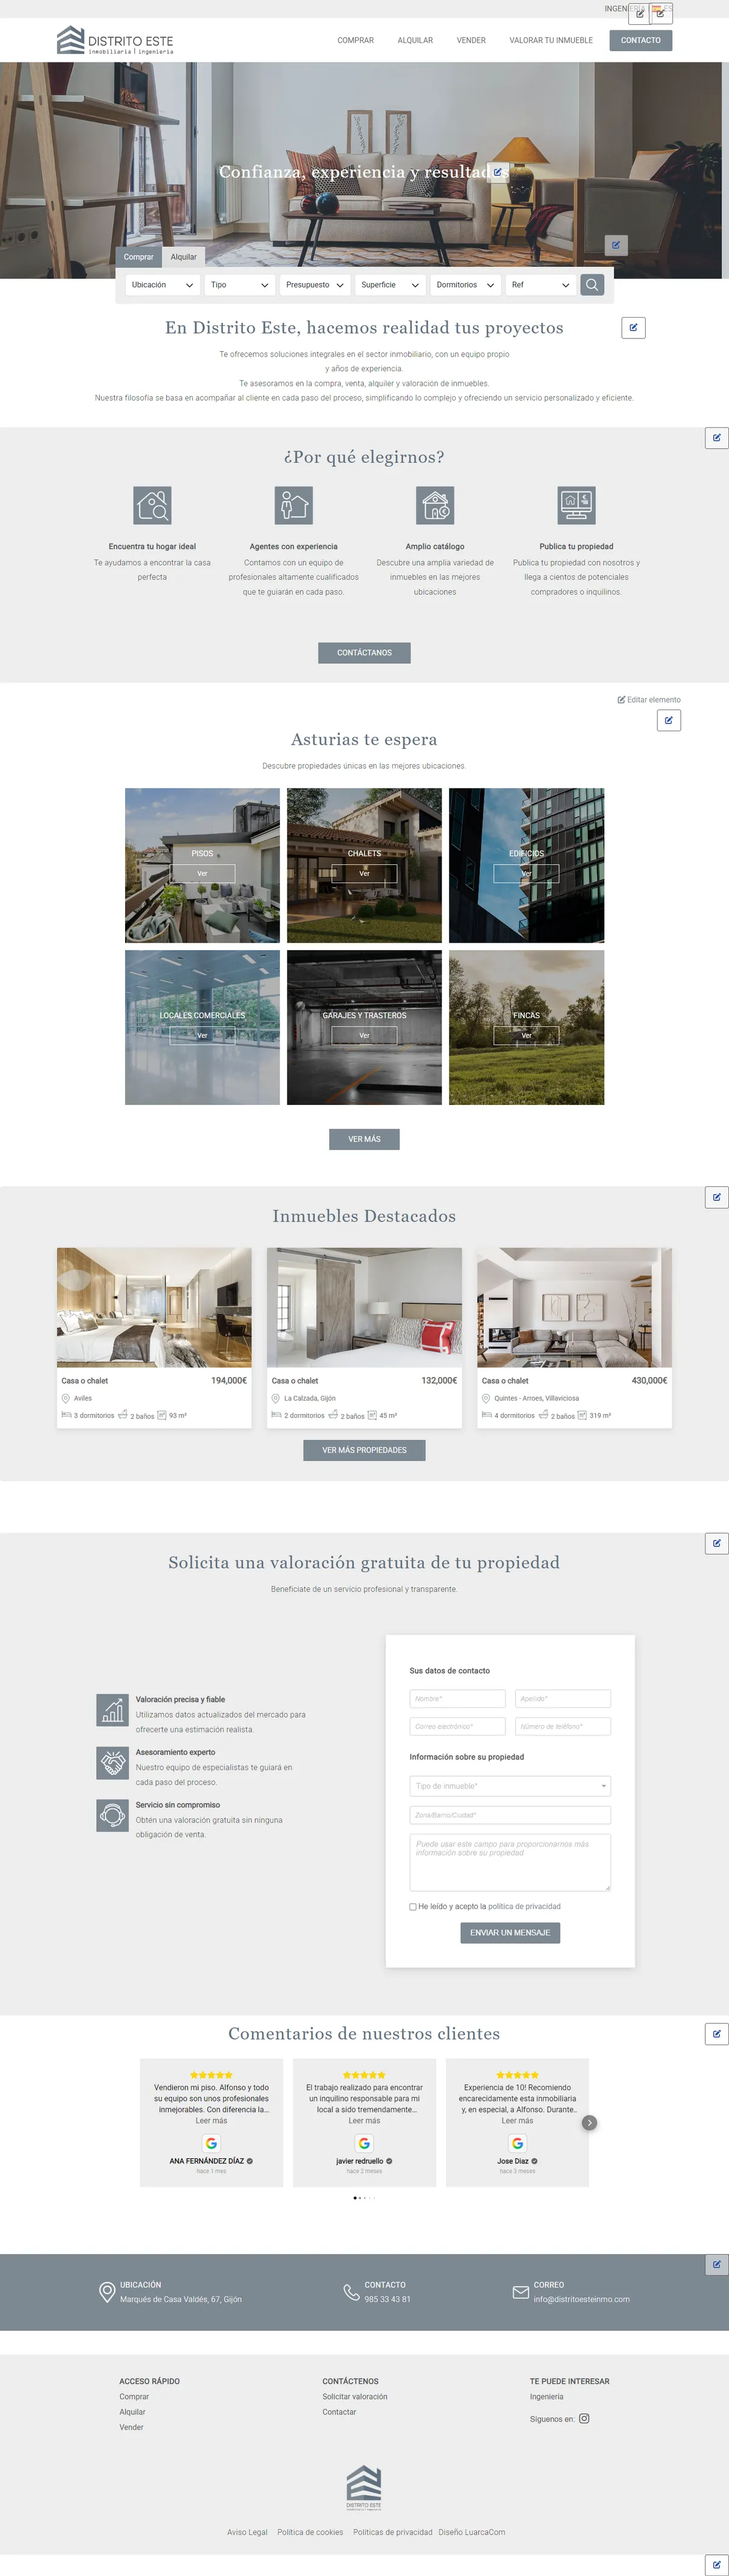 INGENIERÍA ES
DISTRITO ESTE
inmobiliaria | ingeniería
COMPRAR ALQUILAR VENDER VALORAR TU INMUEBLE CONTACTO
Confianza, experiencia y resultados
Comprar Alquilar
Ubicación Tipo Presupuesto Superficie Dormitorios Ref
En Distrito Este, hacemos realidad tus proyectos
Te ofrecemos soluciones integrales en el sector inmobiliario, con un equipo propio
y años de experiencia.
Te asesoramos en la compra, venta, alquiler y valoración de inmuebles.
Nuestra filosofía se basa en acompañar al cliente en cada paso del proceso, simplificando lo complejo y ofreciendo un servicio personalizado y eficiente.
¿Por qué elegirnos?
Encuentra tu hogar ideal
Te ayudamos a encontrar la casa
perfecta
Agentes con experiencia
Contamos con un equipo de
profesionales altamente cualificados
que te guiarán en cada paso.
Amplio catálogo
Descubre una amplia variedad de
inmuebles en las mejores
ubicaciones
Publica tu propiedad
Publica tu propiedad con nosotros y
llega a cientos de potenciales
compradores o inquilinos.
CONTÁCTANOS
Editar elemento
Asturias te espera
Descubre propiedades únicas en las mejores ubicaciones.
PISOS
Ver
CHALETS
Ver
EDIFICIOS
Ver
LOCALES COMERCIALES
Ver
GARAJES Y TRASTEROS
Ver
FINCAS
Ver
VER MÁS
Inmuebles Destacados
Casa o chalet 194,000€
Aviles
3 dormitorios 2 baños 93 m²
Casa o chalet 132,000€
La Calzada, Gijón
2 dormitorios 2 baños 45 m²
Casa o chalet 430,000€
Quintes - Arroes, Villaviciosa
4 dormitorios 2 baños 319 m²
VER MÁS PROPIEDADES
Solicita una valoración gratuita de tu propiedad
Benefíciate de un servicio profesional y transparente.
Valoración precisa y fiable
Utilizamos datos actualizados del mercado para
ofrecerte una estimación realista.
Asesoramiento experto
Nuestro equipo de especialistas te guiará en
cada paso del proceso.
Servicio sin compromiso
Obtén una valoración gratuita sin ninguna
obligación de venta.
Sus datos de contacto
Nombre* Apellido*
Correo electrónico* Número de teléfono*
Información sobre su propiedad
Tipo de inmueble*
Zona/Barrio/Ciudad*
Puede usar este campo para proporcionarnos más
información sobre su propiedad
He leído y acepto la política de privacidad
ENVIAR UN MENSAJE
Comentarios de nuestros clientes
Vendieron mi piso. Alfonso y todo
su equipo son unos profesionales
inmejorables. Con diferencia la...
Leer más
ANA FERNÁNDEZ DÍAZ
hace 1 mes
El trabajo realizado para encontrar
un inquilino responsable para mi
local a sido tremendamente...
Leer más
javier redruello
hace 2 meses
Experiencia de 10! Recomiendo
encarecidamente esta inmobiliaria
y, en especial, a Alfonso. Durante..
Leer más
Jose Diaz
hace 3 meses
UBICACIÓN
Marqués de Casa Valdés, 67, Gijón
CONTACTO
985 33 43 81
CORREO
info@distritoesteinmo.com
ACCESO RÁPIDO
Comprar
Alquilar
Vender
CONTÁCTENOS
Solicitar valoración
Contactar
TE PUEDE INTERESAR
Ingeniería
Síguenos en:
DISTRITO ESTE
Aviso Legal Política de cookies Políticas de privacidad Diseño LuarcaCom